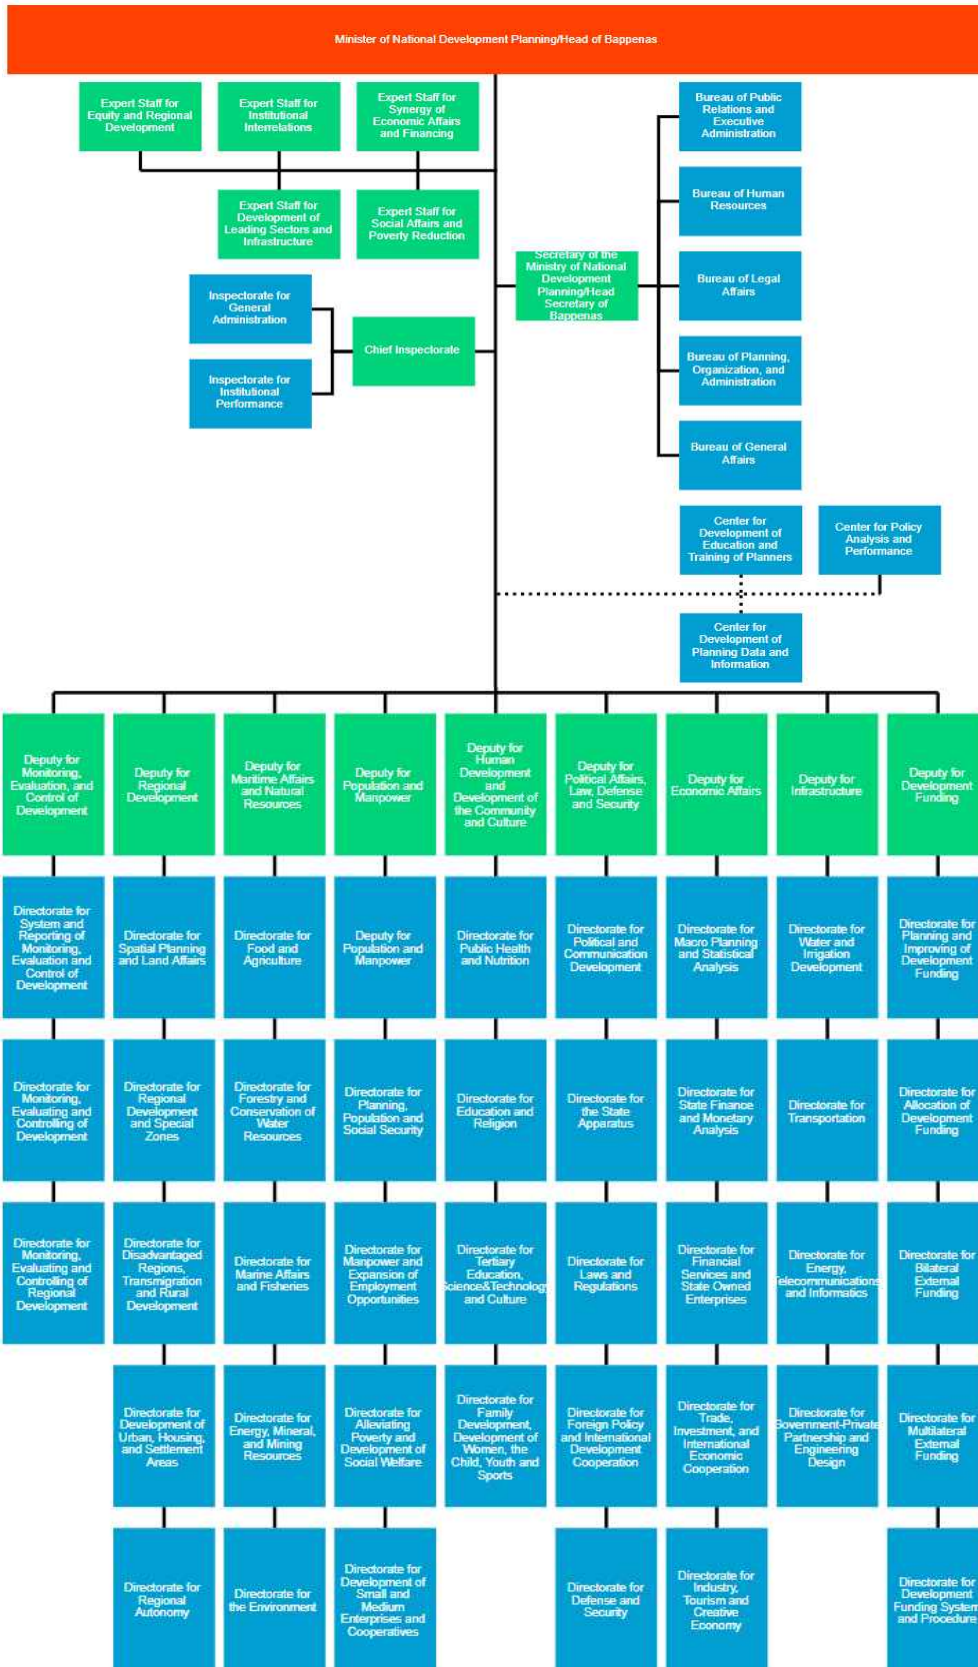 Minister of National Development Planning/Head of Bappenas
Expert Staff for
Equity and Regional
Development
Expert Staff for
Institutional
Interrelations
Expert Staff for
Synergy of
Economic Affairs
and Financing
Bureau of Public
Relations and
Executive
Administration
Bureau of Human
Resources
Expert Staff for
Development of
Leading Sectors and
Infrastructure
Expert Staff for
Social Affairs and
Poverty Reduction
Secretary of the
Ministry of National
Development
Planning/Head
Secretary of
Bappenas
Bureau of Legal
Affairs
Inspectorate for
General
Administration
Chief Inspectorate
Inspectorate for
Institutional
Performance
Bureau of Planning,
Organization, and
Administration
Bureau of General
Affairs
Center for
Development of
Education and
Training of Planners
Center for Policy
Analysis and
Performance
Center for
Development of
Planning Data and
Information
Deputy for
Monitoring,
Evaluation, and
Control of
Development
Deputy for
Regional
Development
Deputy for
Maritime Affairs
and Natural
Resources
Deputy for
Population and
Manpower
Deputy for
Human
Development
and
Development of
the Community
and Culture
Deputy for
Political Affairs,
Law, Defense
and Security
Deputy for
Economic Affairs
Deputy for
Infrastructure
Deputy for
Development
Funding
Directorate for
System and
Reporting of
Monitoring,
Evaluation and
Control of
Development
Directorate for
Spatial Planning
and Land Affairs
Directorate for
Food and
Agriculture
Deputy for
Population and
Manpower
Directorate for
Public Health
and Nutrition
Directorate for
Political and
Communication
Development
Directorate for
Macro Planning
and Statistical
Analysis
Directorate for
Water and
Irrigation
Development
Directorate for
Planning and
Improving of
Development
Funding
Directorate for
Monitoring,
Evaluating and
Controlling of
Development
Directorate for
Regional
Development
and Special
Zones
Directorate for
Forestry and
Conservation of
Water
Resources
Directorate for
Planning,
Population and
Social Security
Directorate for
Education and
Religion
Directorate for
the State
Apparatus
Directorate for
State Finance
and Monetary
Analysis
Directorate for
Transportation
Directorate for
Allocation of
Development
Funding
Directorate for
Monitoring,
Evaluating and
Controlling of
Regional
Development
Directorate for
Disadvantaged
Regions,
Transmigration
and Rural
Development
Directorate for
Marine Affairs
and Fisheries
Directorate for
Manpower and
Expansion of
Employment
Opportunities
Directorate for
Tertiary
Education,
Science&Technology
and Culture
Directorate for
Laws and
Regulations
Directorate for
Financial
Services and
State Owned
Enterprises
Directorate for
Energy,
Telecommunications
and Informatics
Directorate for
Bilateral
External
Funding
Directorate for
Development of
Urban, Housing,
and Settlement
Areas
Directorate for
Energy, Mineral,
and Mining
Resources
Directorate for
Alleviating
Poverty and
Development of
Social Welfare
Directorate for
Family
Development,
Development of
Women, the
Child, Youth and
Sports
Directorate for
Foreign Policy
and International
Development
Cooperation
Directorate for
Trade,
Investment, and
International
Economic
Cooperation
Directorate for
Government-Private
Partnership and
Engineering
Design
Directorate for
Multilateral
External
Funding
Directorate for
Regional
Autonomy
Directorate for
the Environment
Directorate for
Development of
Small and
Medium
Enterprises and
Cooperatives
Directorate for
Defense and
Security
Directorate for
Industry,
Tourism and
Creative
Economy
Directorate for
Development
Funding System
and Procedure